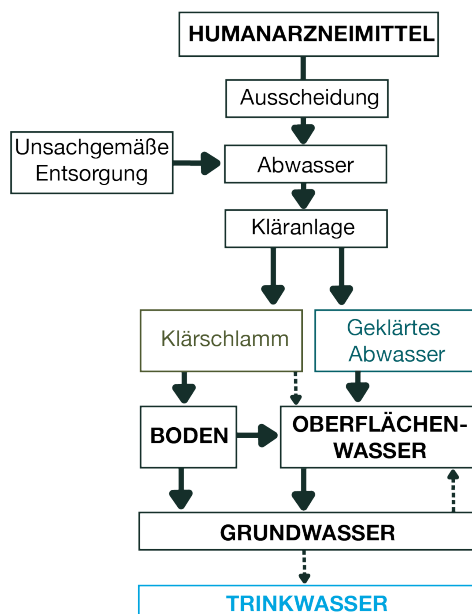 HUMANARZNEIMITTEL
Ausscheidung
Unsachgemäße
Entsorgung
Abwasser
Kläranlage
Klärschlamm
Geklärtes
Abwasser
BODEN
OBERFLÄCHEN-
WASSER
GRUNDWASSER
TRINKWASSER